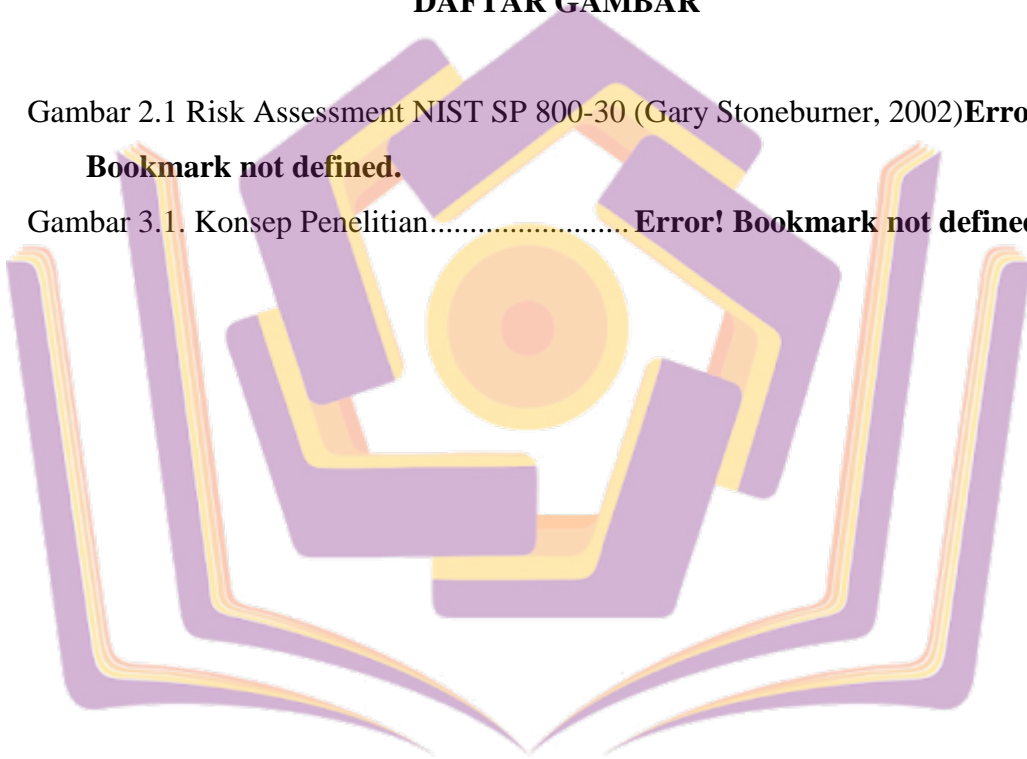 DAFTAR GAMBAR
Gambar 2.1 Risk Assessment NIST SP 800-30 (Gary Stoneburner, 2002)Erro
Bookmark not defined.
Gambar 3.1. Konsep Penelitian......................... Error! Bookmark not defined